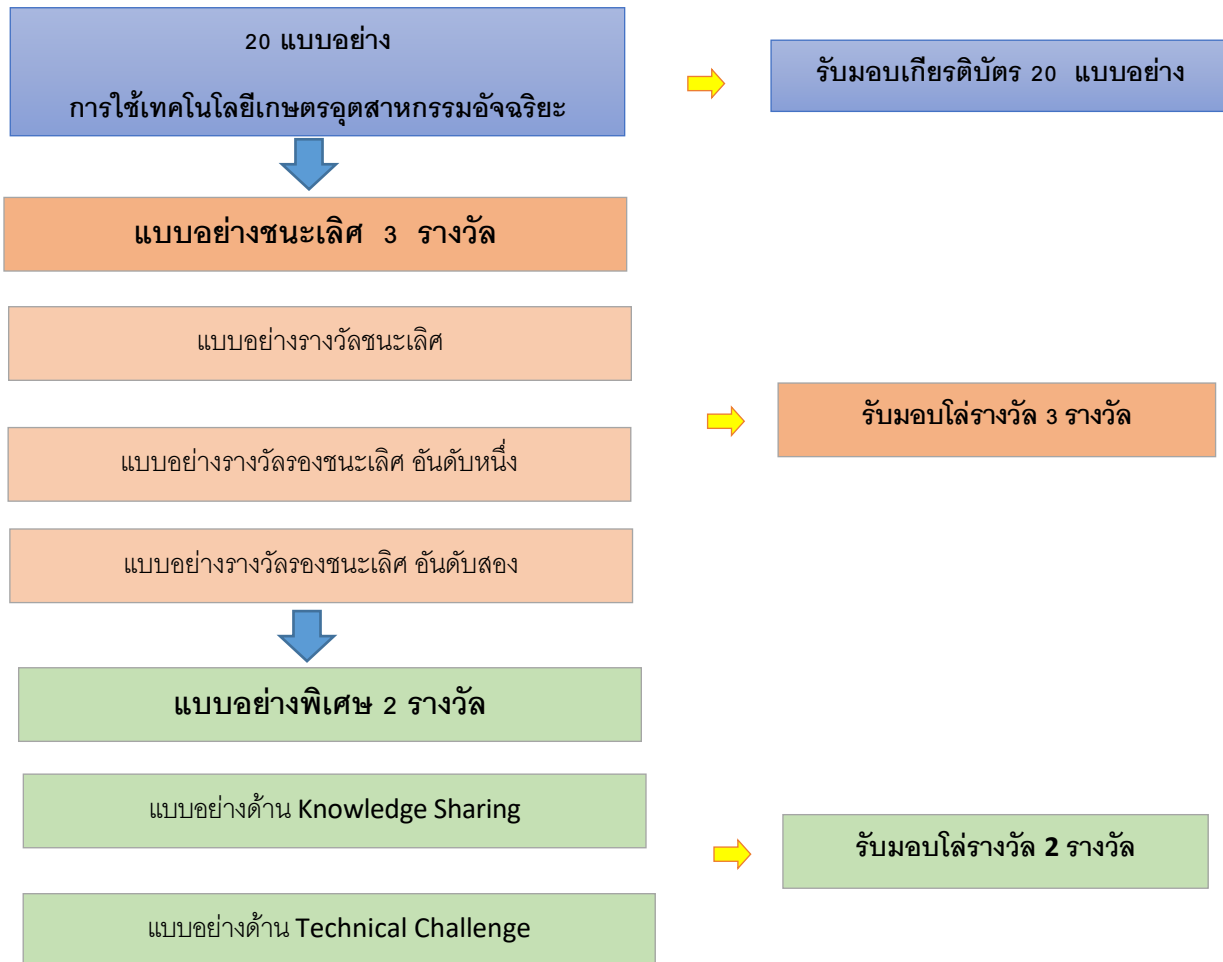 20 แบบอย่าง
การใช้เทคโนโลยีเกษตรอุตสาหกรรมอัจฉริยะ
รับมอบเกียรติบัตร 20 แบบอย่าง
แบบอย่างชนะเลิศ 3 รางวัล
แบบอย่างรางวัลชนะเลิศ
แบบอย่างรางวัลรองชนะเลิศ อันดับหนึ่ง
แบบอย่างรางวัลรองชนะเลิศ อันดับสอง
รับมอบโล่รางวัล 3 รางวัล
แบบอย่างพิเศษ 2 รางวัล
แบบอย่างด้าน Knowledge Sharing
แบบอย่างด้าน Technical Challenge
รับมอบโล่รางวัล 2 รางวัล